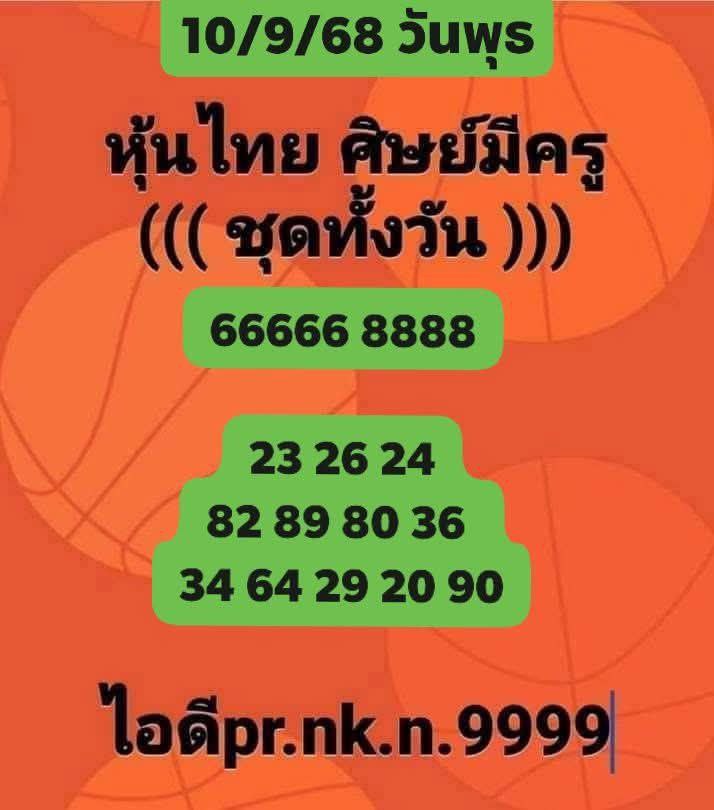 10/9/68 วันพุธ
หุ้นไทย ศิษย์มีครู
((( ชุดทั้งวัน )))
66666 8888
23 26 24
82 89 80 36
34 64 29 20 90
ไอดีpr.nk.n.9999